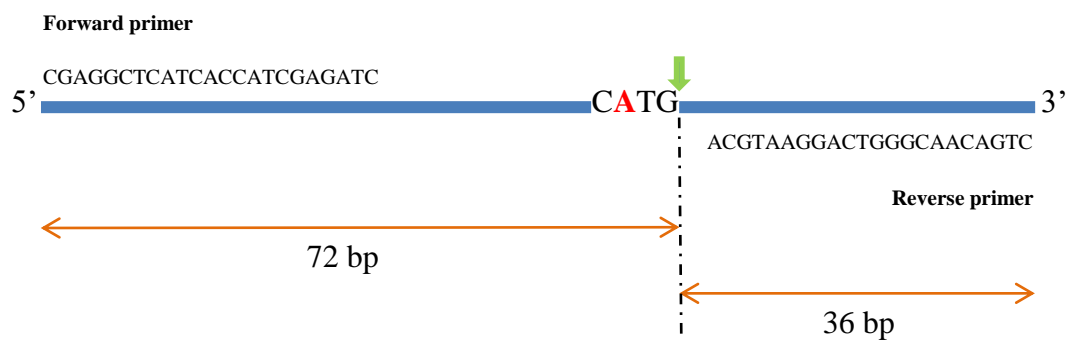 Forward primer
CGAGGCTCATCACCATCGAGATC
5’ CATG 3’
ACGTAAGGACTGGGCAACAGTC
Reverse primer
72 bp
36 bp